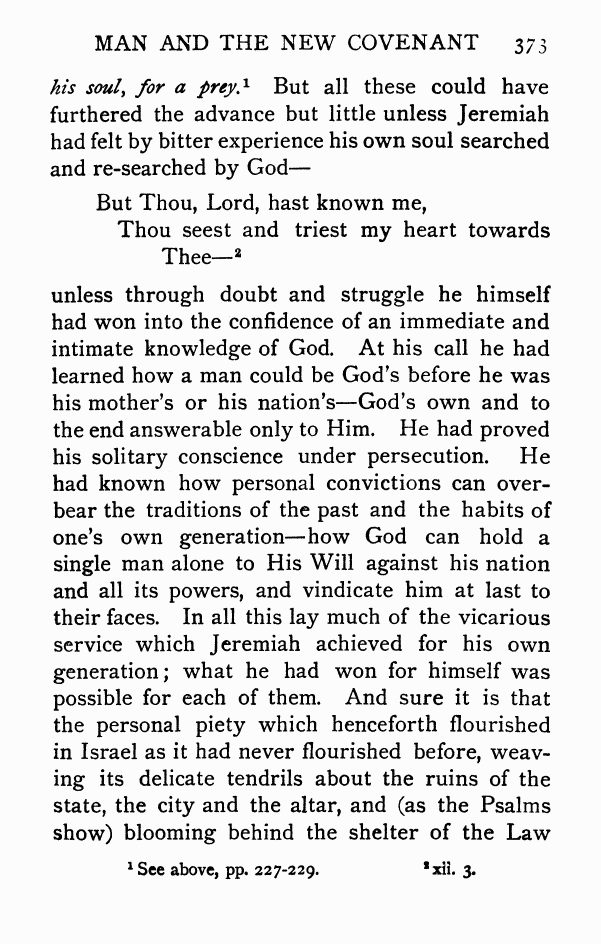 MAN AND THE NEW COVENANT 373
his soul, for a prey.¹ But all these could have
furthered the advance but little unless Jeremiah
had felt by bitter experience his own soul searched
and re-searched by God—
But Thou, Lord, hast known me,
Thou seest and triest my heart towards
Thee—²
unless through doubt and struggle he himself
had won into the confidence of an immediate and
intimate knowledge of God. At his call he had
learned how a man could be God's before he was
his mother's or his nation's—God's own and to
the end answerable only to Him. He had proved
his solitary conscience under persecution. He
had known how personal convictions can over-
bear the traditions of the past and the habits of
one's own generation—how God can hold a
single man alone to His Will against his nation
and all its powers, and vindicate him at last to
their faces. In all this lay much of the vicarious
service which Jeremiah achieved for his own
generation; what he had won for himself was
possible for each of them. And sure it is that
the personal piety which henceforth flourished
in Israel as it had never flourished before, weav-
ing its delicate tendrils about the ruins of the
state, the city and the altar, and (as the Psalms
show) blooming behind the shelter of the Law
¹ See above, pp. 227-229. ² xii. 3.